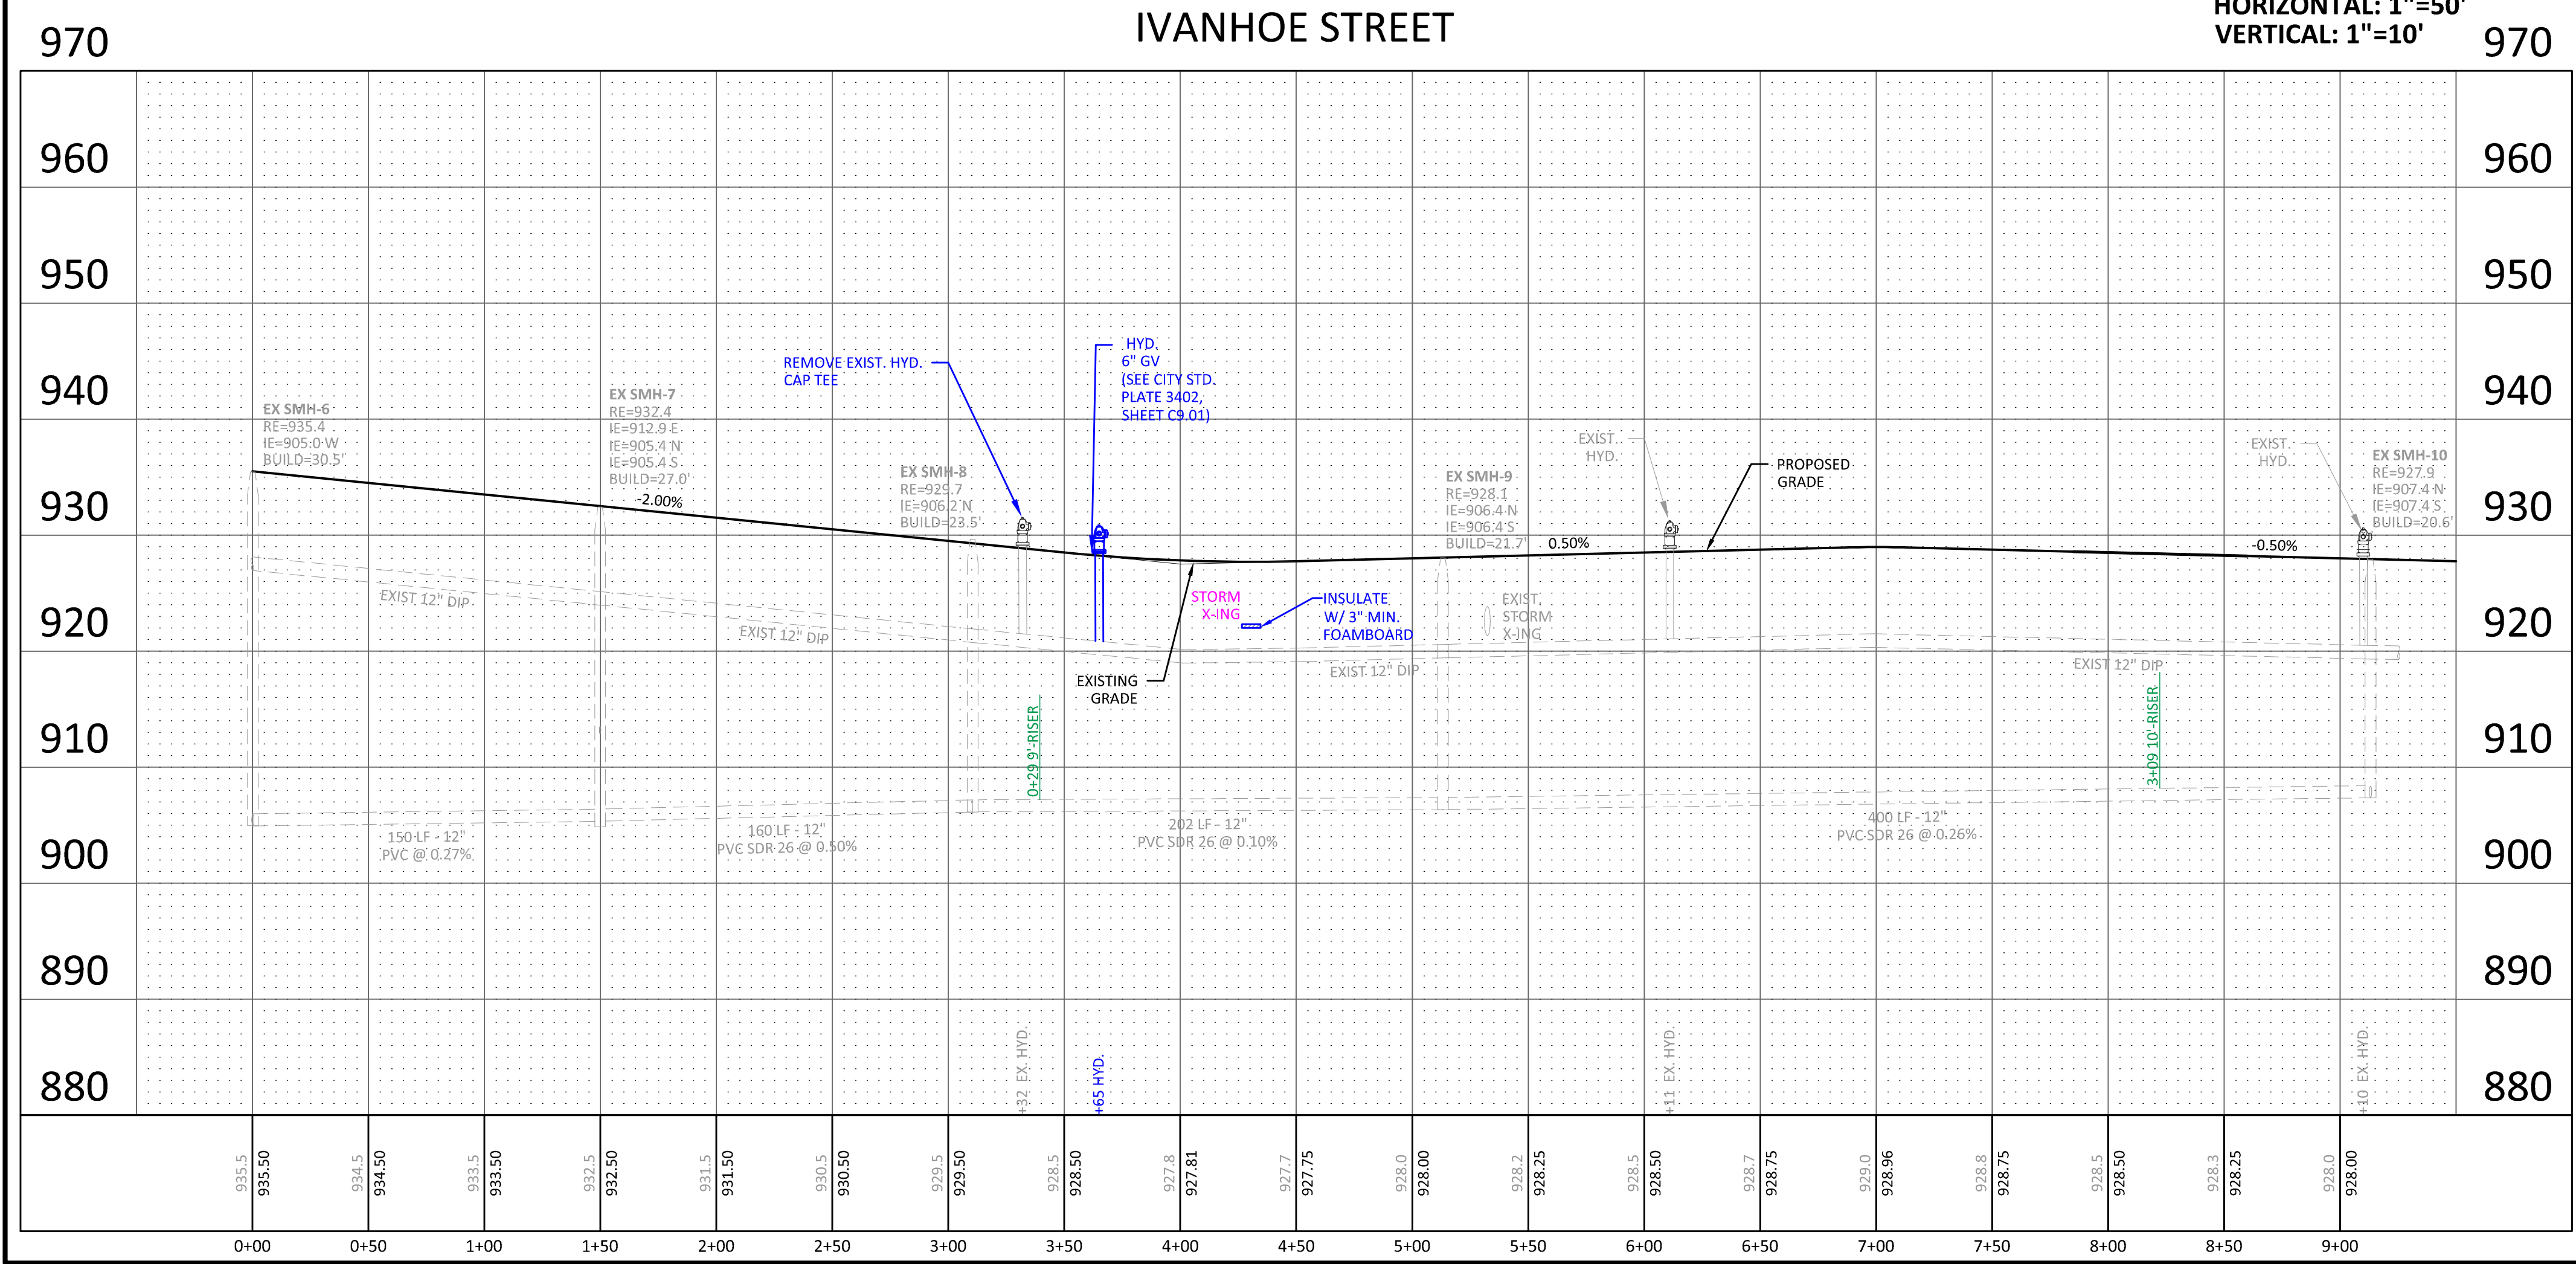 IVANHOE STREET
HORIZONTAL: 1"=50'
VERTICAL: 1"=10'
970
970
960
960
950
950
940
940
930
930
920
920
910
910
900
900
890
890
880
880
EX SMH-6
RE=935.4
IE=905.0 W
BUILD=30.5'
EX SMH-7
RE=932.4
IE=912.9 E
IE=905.4 N
IE=905.4 S
BUILD=27.0'
-2.00%
REMOVE EXIST. HYD.
CAP TEE
EX SMH-8
RE=929.7
IE=906.2 N
BUILD=23.5'
HYD.
6" GV
(SEE CITY STD.
PLATE 3402,
SHEET C9.01)
EX SMH-9
RE=928.1
IE=906.4 N
IE=906.4 S
BUILD=21.7'
0.50%
EXIST.
HYD.
PROPOSED
GRADE
EXIST.
HYD.
EX SMH-10
RE=927.9
IE=907.4 N
IE=907.4 S
BUILD=20.6'
-0.50%
EXIST 12" DIP
EXIST 12" DIP
STORM
X-ING
INSULATE
W/ 3" MIN.
FOAMBOARD
EXIST.
STORM
X-ING
EXISTING
GRADE
EXIST 12" DIP
EXIST 12" DIP
0+29 9'-RISER
3+09 10'-RISER
150 LF - 12"
PVC @ 0.27%
160 LF - 12"
PVC SDR 26 @ 0.50%
202 LF - 12"
PVC SDR 26 @ 0.10%
400 LF - 12"
PVC SDR 26 @ 0.26%
+32 EX. HYD.
+65 HYD.
+11 EX. HYD.
+10 EX. HYD.
935.5
935.50
934.5
934.50
933.5
933.50
932.5
932.50
931.5
931.50
930.5
930.50
929.5
929.50
928.5
928.50
927.8
927.81
927.7
927.75
928.0
928.00
928.2
928.25
928.5
928.50
928.7
928.75
929.0
928.96
928.8
928.75
928.5
928.50
928.3
928.25
928.0
928.00
0+00
0+50
1+00
1+50
2+00
2+50
3+00
3+50
4+00
4+50
5+00
5+50
6+00
6+50
7+00
7+50
8+00
8+50
9+00